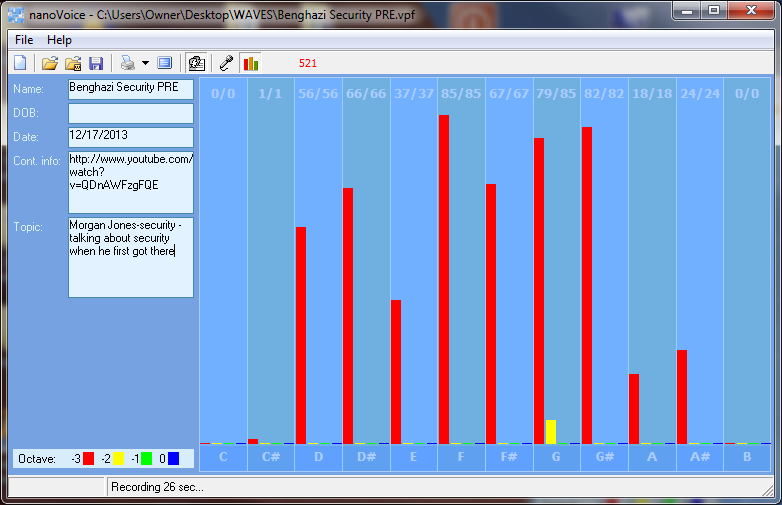 nanoVoice - C:\Users\Owner\Desktop\WAVES\Benghazi Security PRE.vpf
File Help
521
Name: Benghazi Security PRE
DOB:
Date: 12/17/2013
Cont. info: http://www.youtube.com/
watch?
v=QDnAWFzgFQE
Topic: Morgan Jones-security -
talking about security
when he first got there
0/0 1/1 56/56 66/66 37/37 85/85 67/67 79/85 82/82 18/18 24/24 0/0
C C# D D# E F F# G G# A A# B
Octave: -3 -2 -1 0
Recording 26 sec...